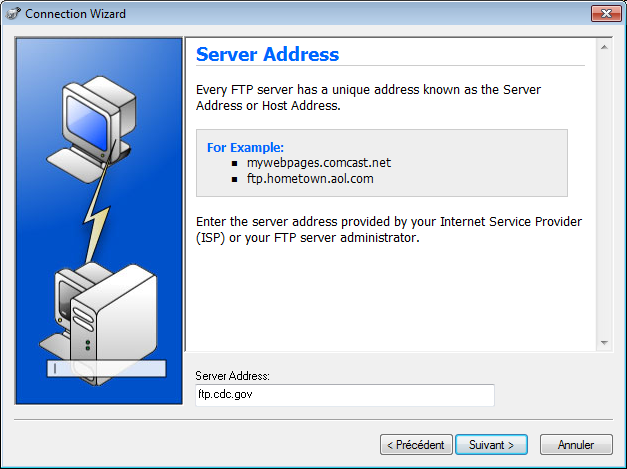 Connection Wizard
Server Address
Every FTP server has a unique address known as the Server
Address or Host Address.
For Example:
mywebpages.comcast.net
ftp.hometown.aol.com
Enter the server address provided by your Internet Service Provider
(ISP) or your FTP server administrator.
Server Address:
ftp.cdc.gov
< Précédent
Suivant >
Annuler